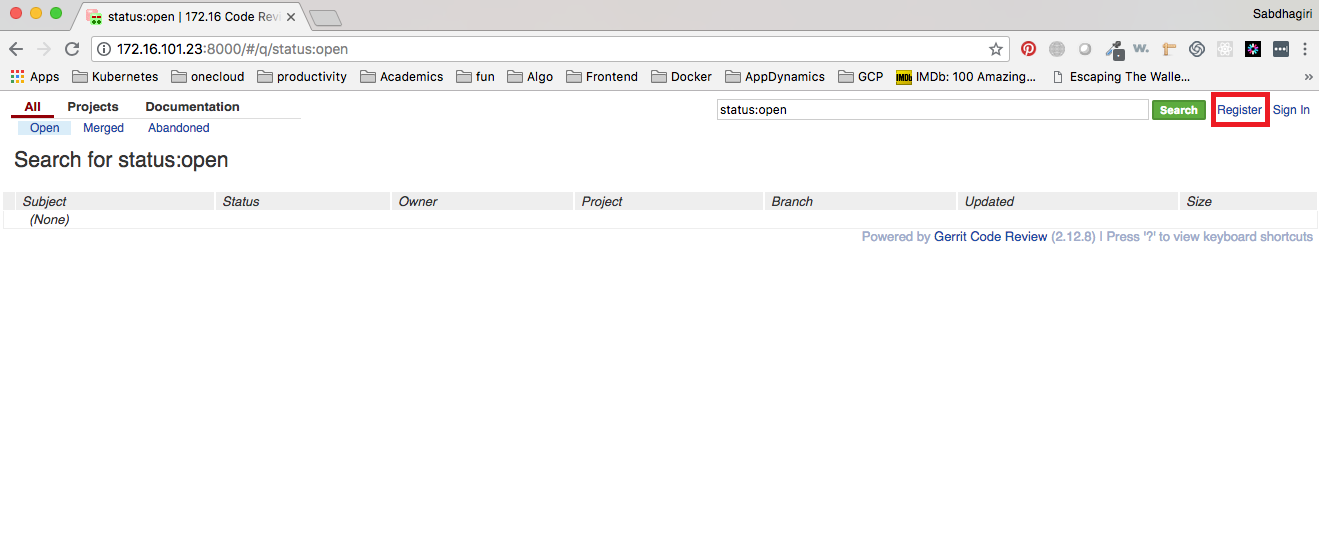 status:open | 172.16 Code Revi
Sabdhagiri
172.16.101.23:8000/#/q/status:open
w.
Apps Kubernetes onecloud productivity Academics fun Algo Frontend Docker AppDynamics GCP IMDb IMDb: 100 Amazing... Escaping The Walle... »
All Projects Documentation
status:open Search Register Sign In
Open Merged Abandoned
Search for status:open
Subject Status Owner Project Branch Updated Size
(None)
Powered by Gerrit Code Review (2.12.8) | Press '?' to view keyboard shortcuts